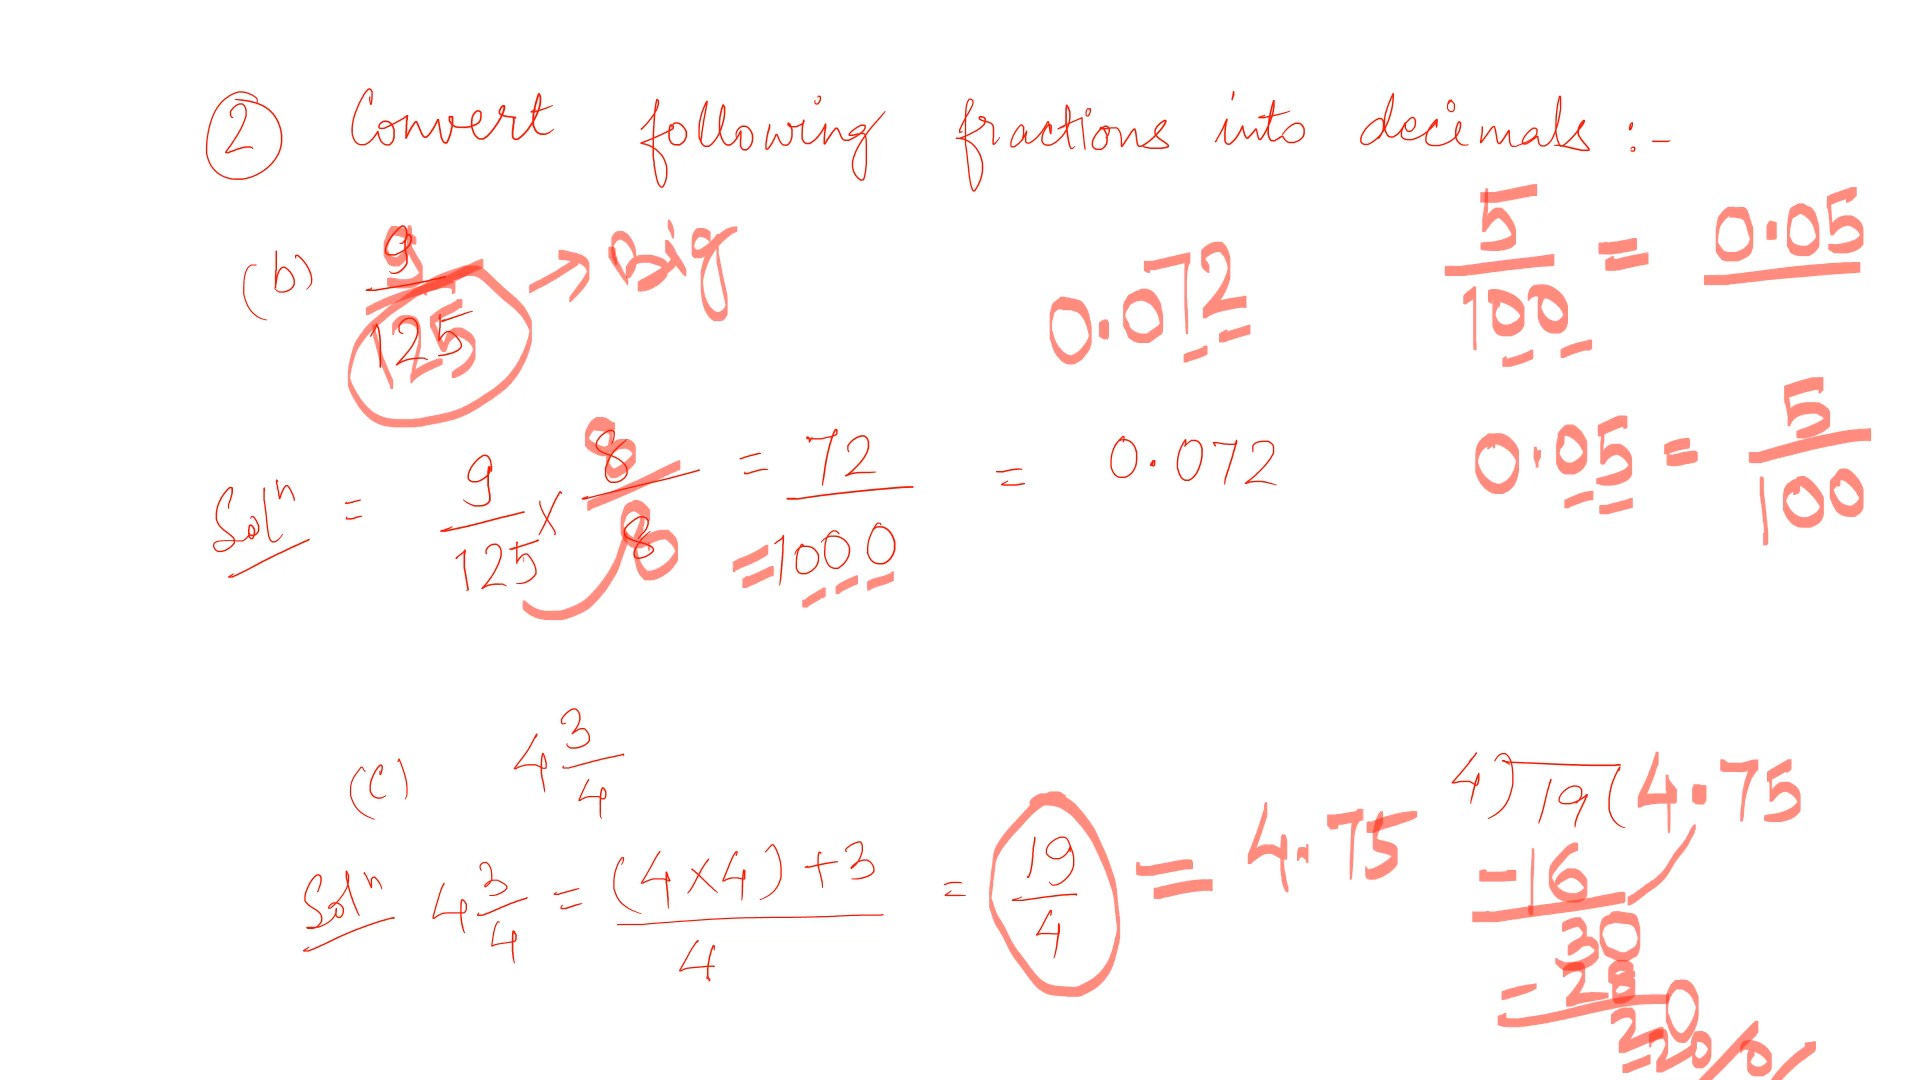 ② Convert following fractions into decimals :-
(b) 9/125 → Big
0.072
5/100 = 0.05
Solⁿ = 9/125 × 8/8 = 72/1000 = 0.072
0.05 = 5/100
(c) 4 3/4
Solⁿ 4 3/4 = (4×4)+3/4 = 19/4 = 4.75
4)19(4.75
-16
30
-28
20
-20